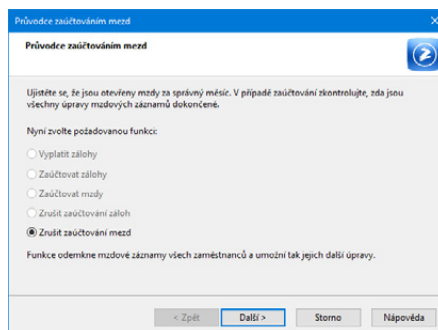 Průvodce zaúčtováním mezd
Průvodce zaúčtováním mezd
Ujistěte se, že jsou otevřeny mzdy za správný měsíc. V případě zaúčtování zkontrolujte, zda jsou
všechny úpravy mzdových záznamů dokončené.
Nyní zvolte požadovanou funkci:
Vyplatit zálohy
Zaúčtovat zálohy
Zaúčtovat mzdy
Zrušit zaúčtování záloh
Zrušit zaúčtování mezd
Funkce odemkne mzdové záznamy všech zaměstnanců a umožní tak jejich další úpravy.
< Zpět Další > Storno Nápověda